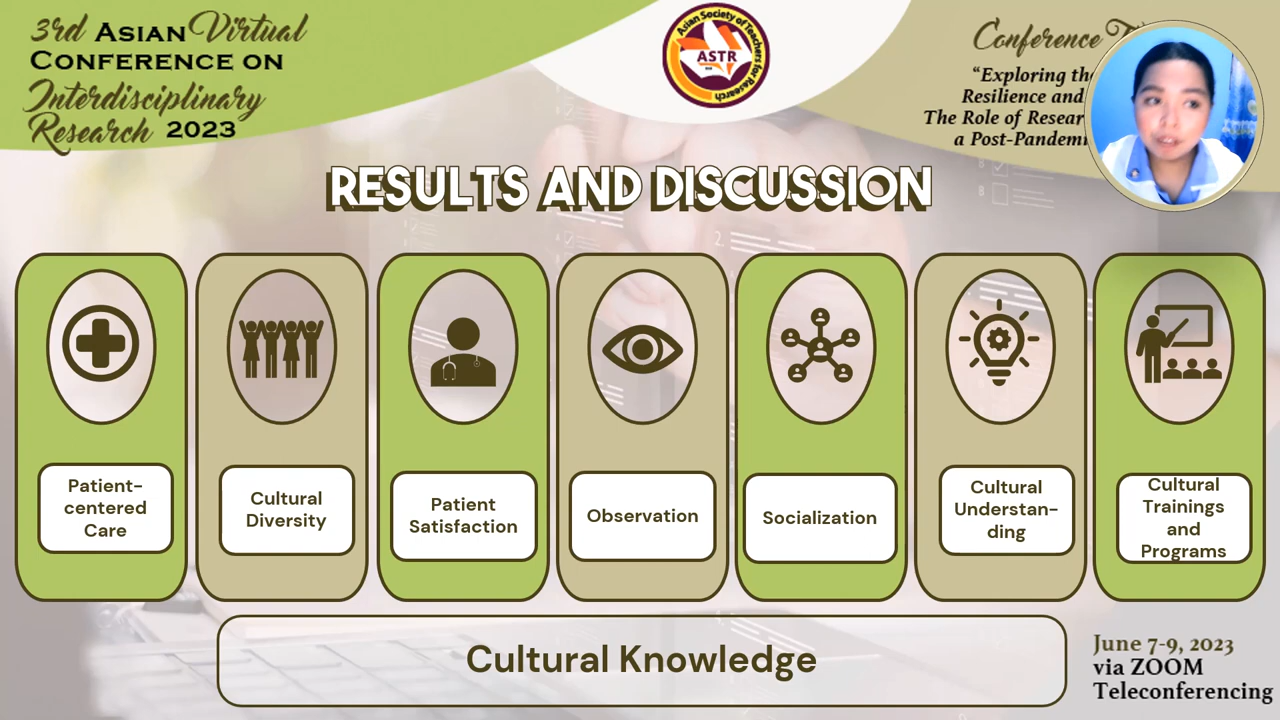 3rd ASIAN Virtual
CONFERENCE ON
Interdisciplinary
Research 2023
Asian Society of Teachers for Research
ASTR
Conference
“Exploring the
Resilience and
The Role of Resear
a Post-Pandem
RESULTS AND DISCUSSION
Patient-
centered
Care
Cultural
Diversity
Patient
Satisfaction
Observation
Socialization
Cultural
Understan-
ding
Cultural
Trainings
and
Programs
Cultural Knowledge
June 7-9, 2023
via ZOOM
Teleconferencing